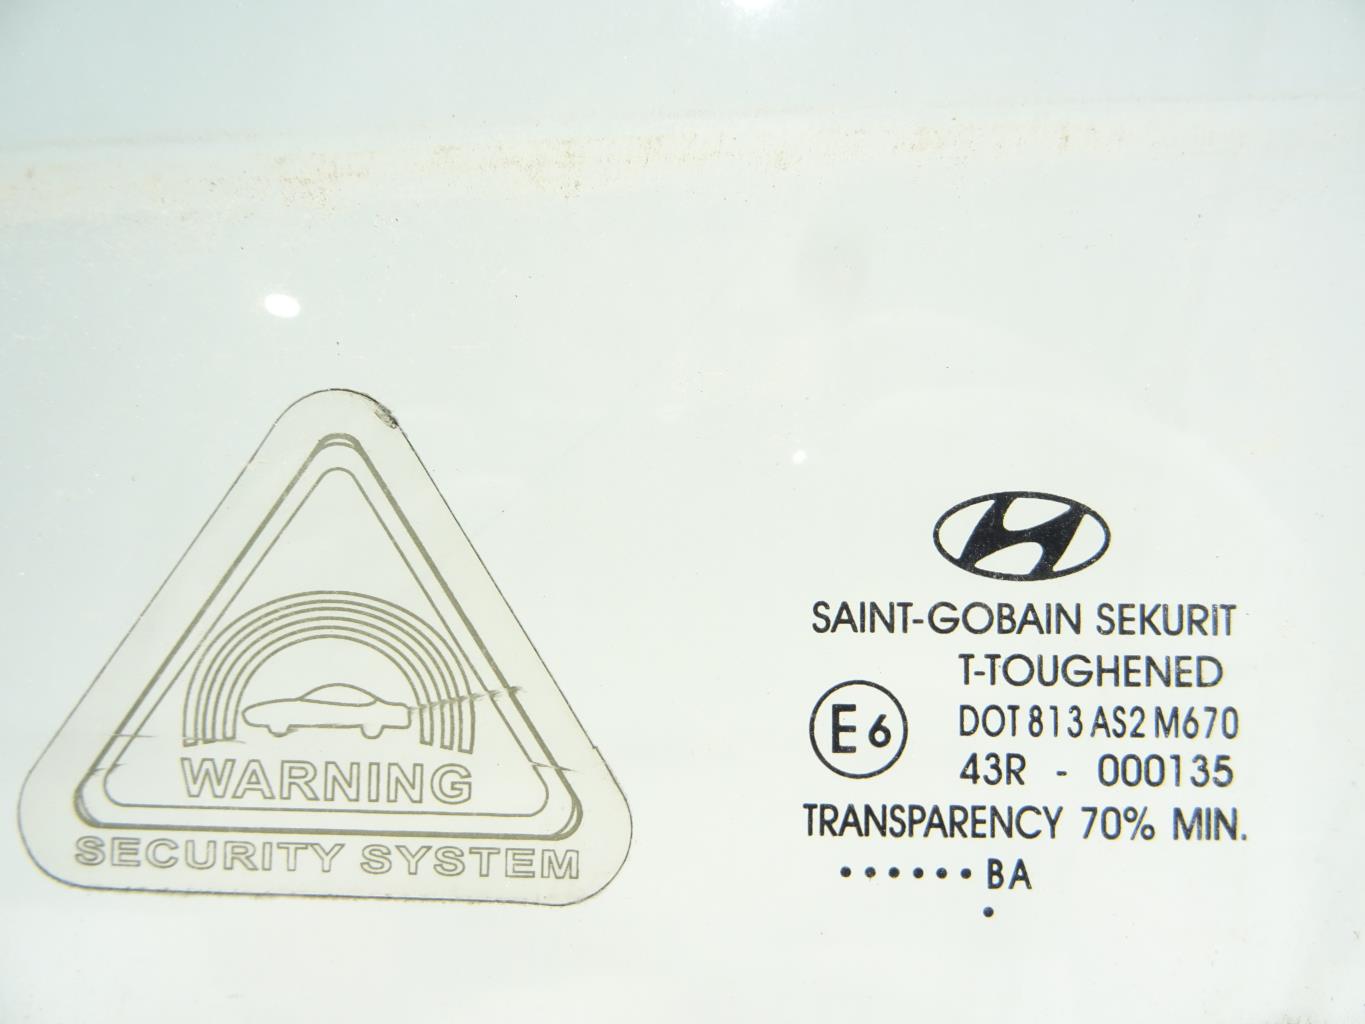 WARNING
SECURITY SYSTEM
SAINT-GOBAIN SEKURIT
T-TOUGHENED
E6 DOT 813 AS2 M670
43R - 000135
TRANSPARENCY 70% MIN.
...... BA
.